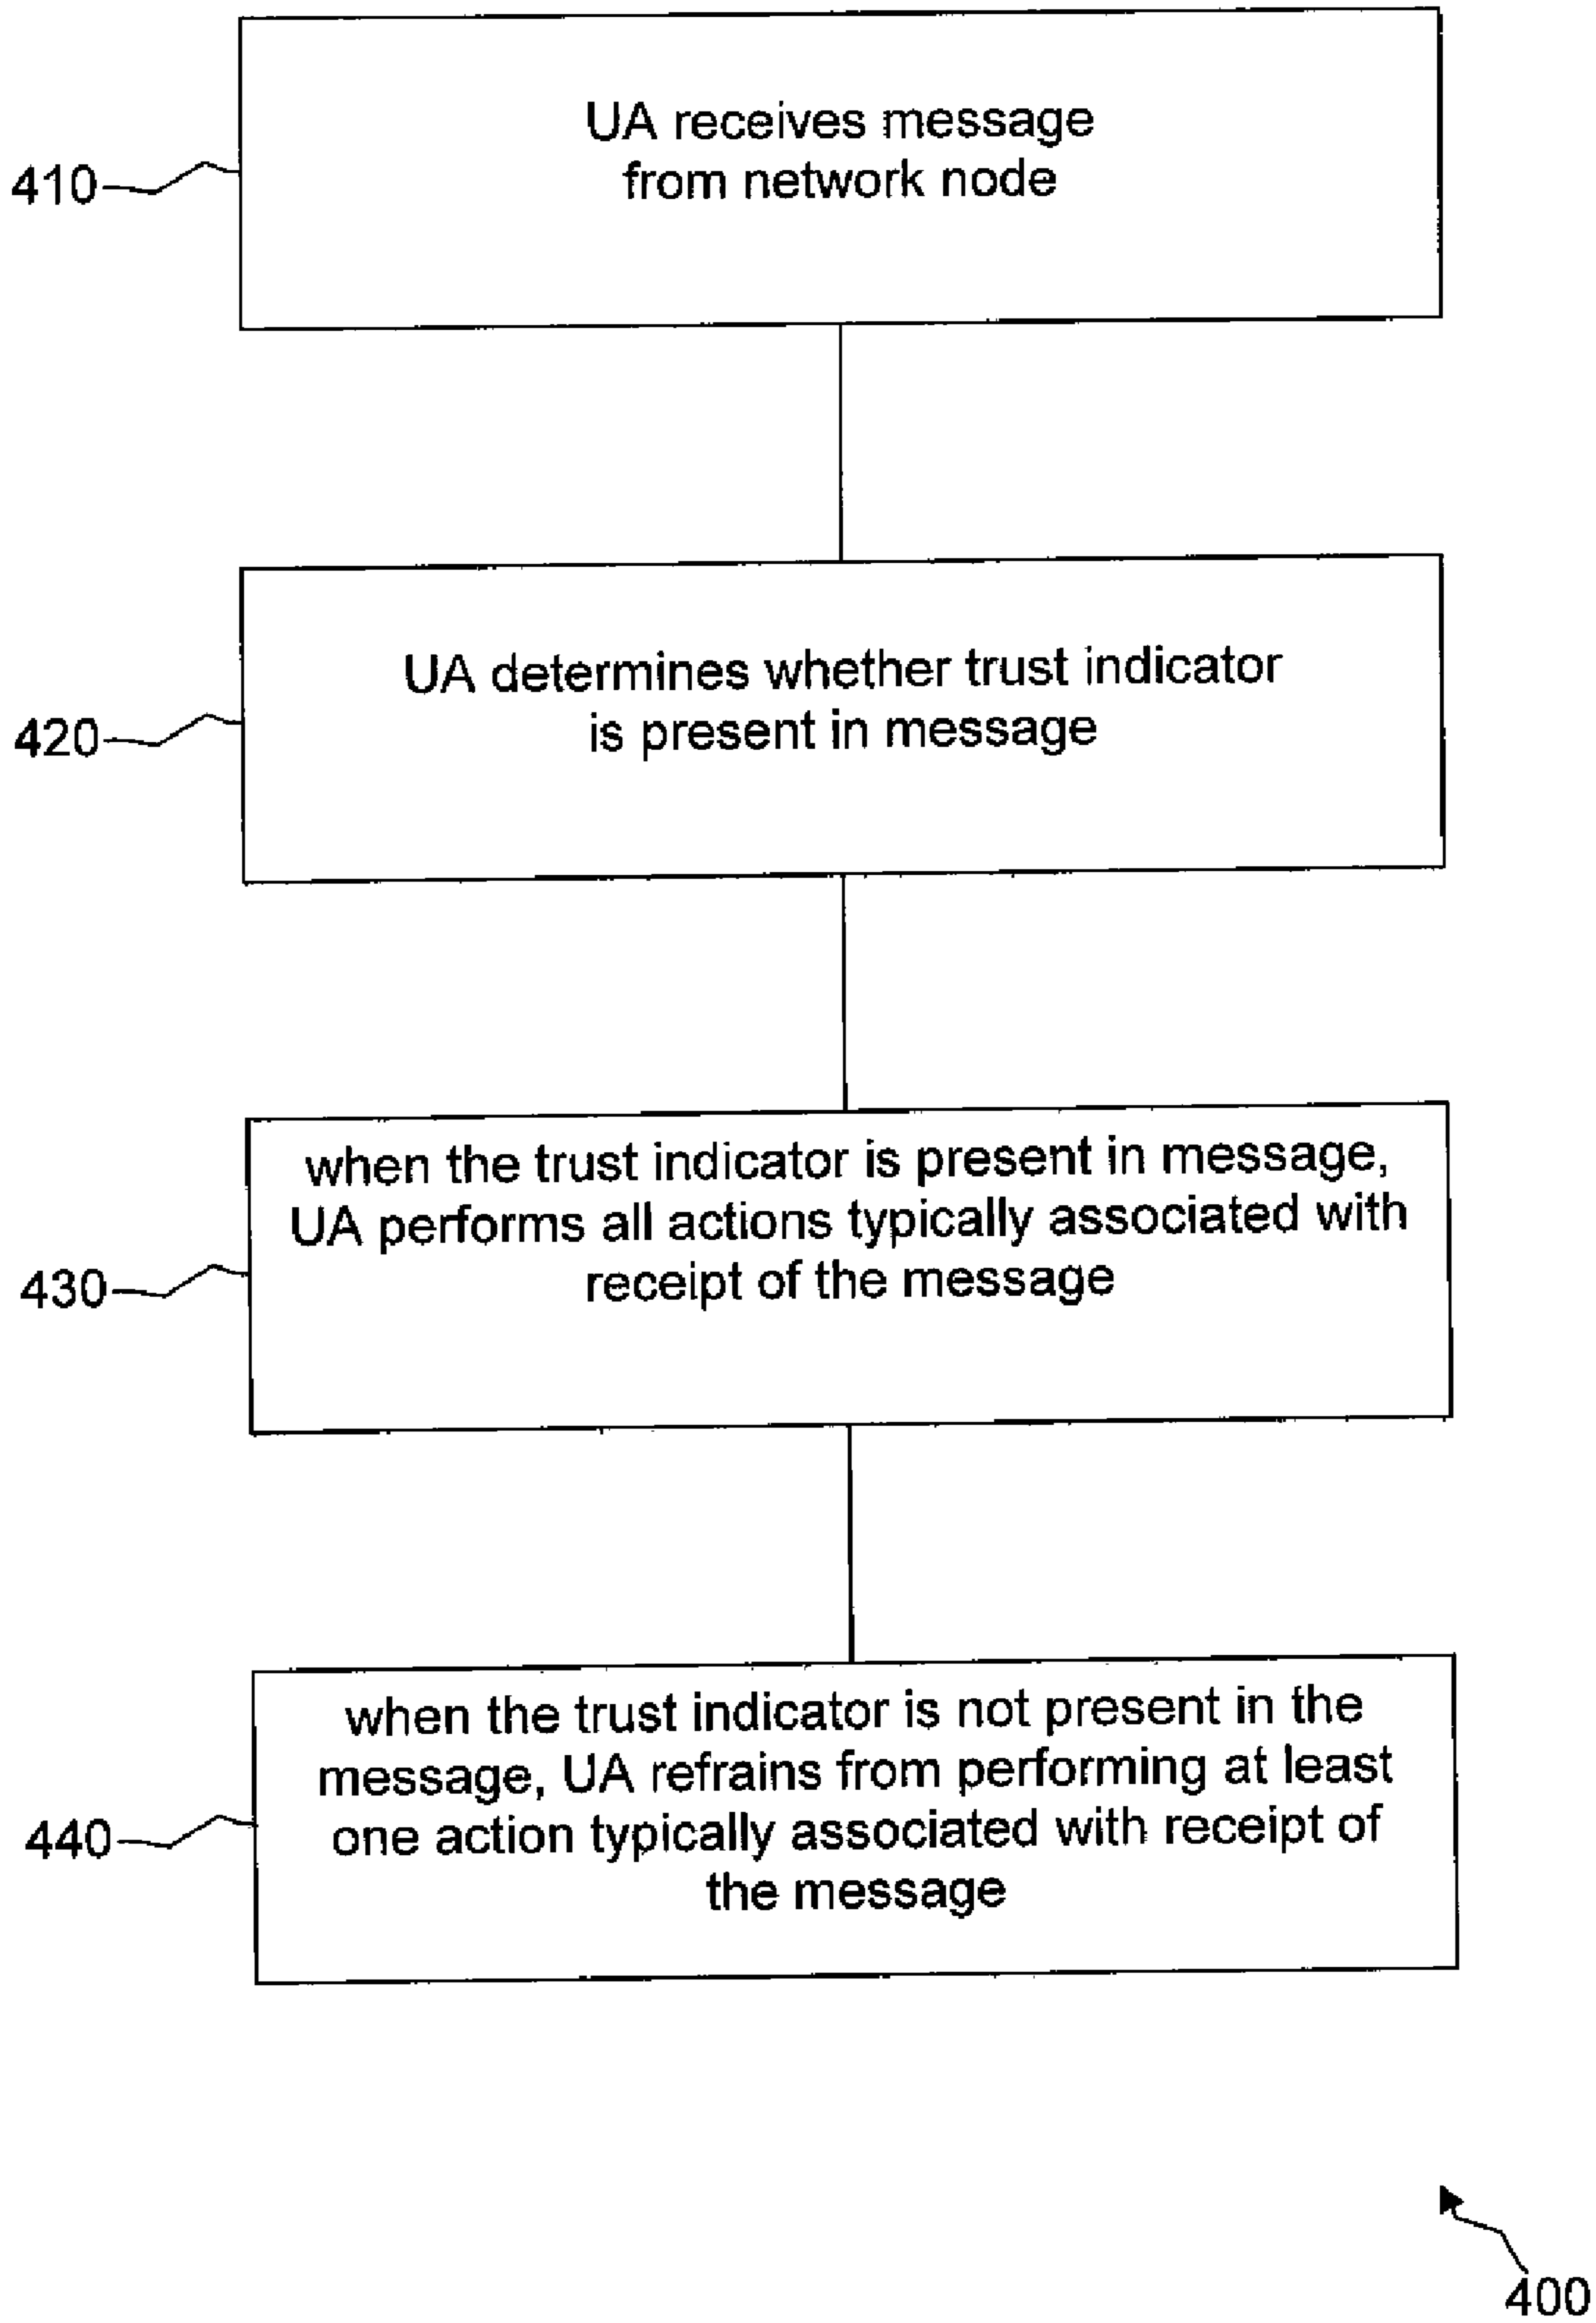 UA receives message
from network node
410
UA determines whether trust indicator
is present in message
420
when the trust indicator is present in message,
UA performs all actions typically associated with
receipt of the message
430
when the trust indicator is not present in the
message, UA refrains from performing at least
one action typically associated with receipt of
the message
440
400